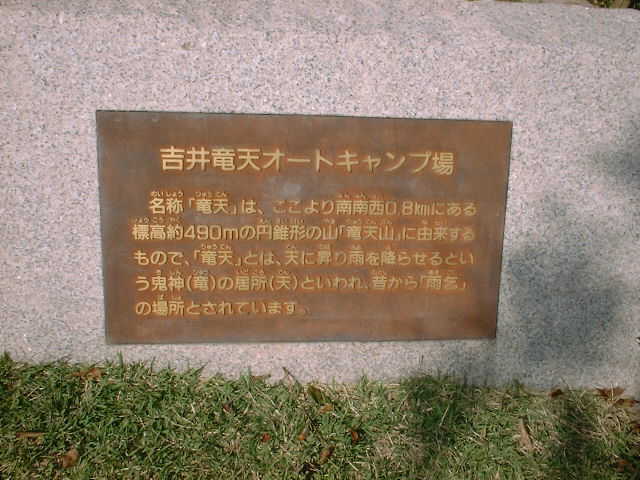 吉井竜天オートキャンプ場
名称「竜天」は、ここより南南西0.8kmにある
標高約490mの円錐形の山「竜天山」に由来する
もので、「竜天」とは、天に昇り雨を降らせるとい
う鬼神(竜)の居所(天)といわれ、昔から「雨乞」
の場所とされています。